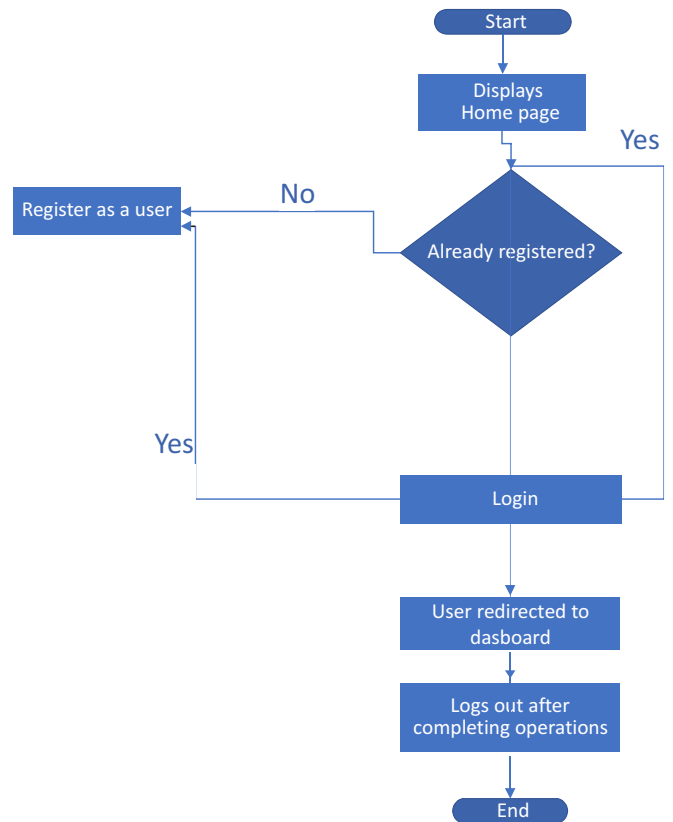 Start
Displays
Home page
Yes
No
Register as a user
Already registered?
Yes
Login
User redirected to
dasboard
Logs out after
completing operations
End